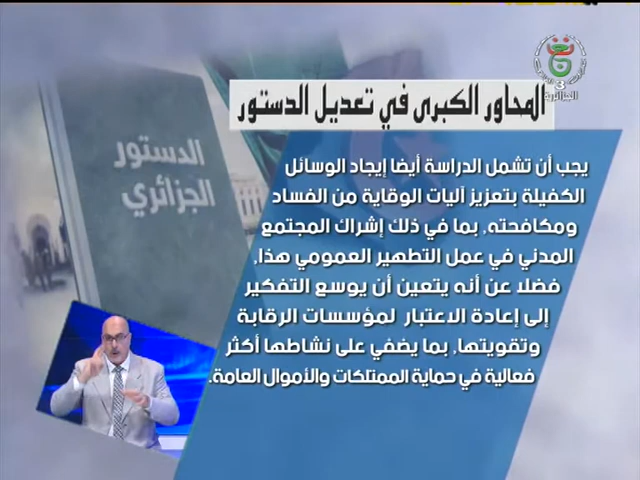 3
الجزائرية
المحاور الكبرى في تعديل الدستور
الدستور
الجزائري
يجب أن تشمل الدراسة أيضا إيجاد الوسائل
الكفيلة بتعزيز آليات الوقاية من الفساد
ومكافحته, بما في ذلك إشراك المجتمع
المدني في عمل التطهير العمومي هذا,
فضلا عن أنه يتعين أن يوسع التفكير
إلى إعادة الاعتبار لمؤسسات الرقابة
وتقويتها, بما يضفي على نشاطها أكثر
فعالية في حماية الممتلكات والأموال العامة.